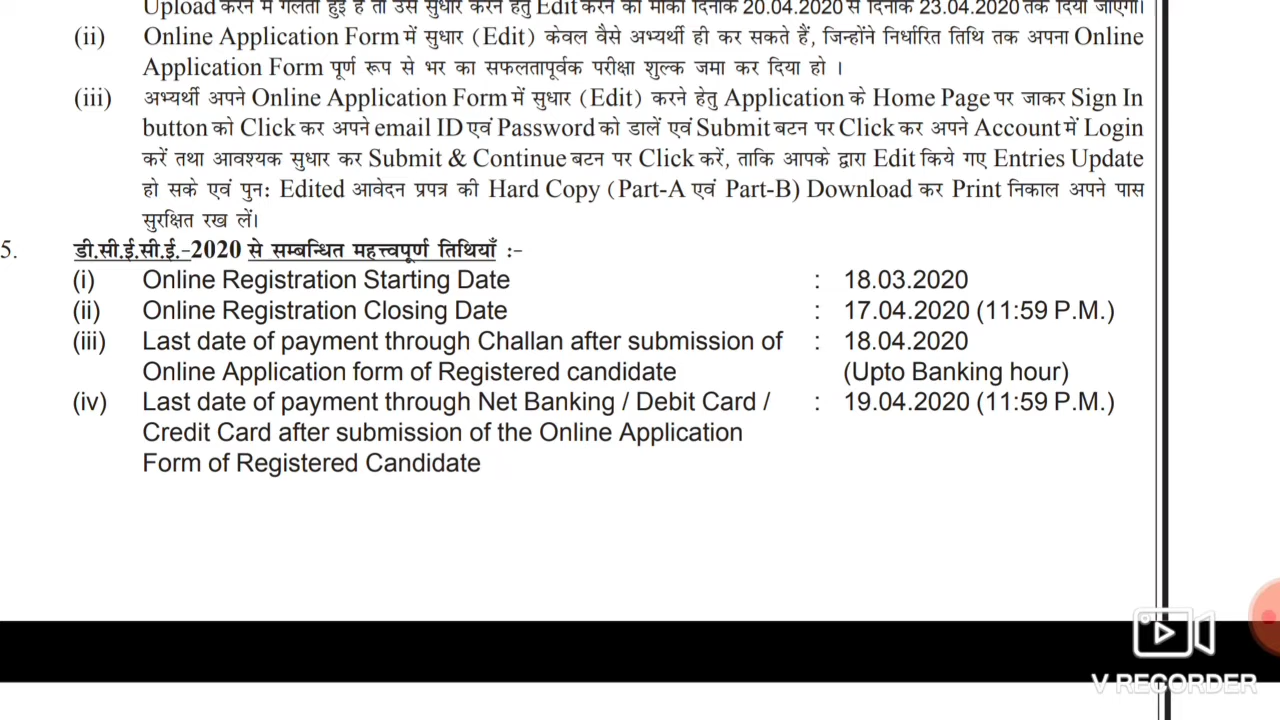 Upload करने में गलती हुई है तो उसे सुधार करने हेतु Edit करने का मौका दिनांक 20.04.2020 से दिनांक 23.04.2020 तक दिया जाएगा।
(ii) Online Application Form में सुधार (Edit) केवल वैसे अभ्यर्थी ही कर सकते हैं, जिन्होंने निर्धारित तिथि तक अपना Online
Application Form पूर्ण रूप से भर का सफलतापूर्वक परीक्षा शुल्क जमा कर दिया हो ।
(iii) अभ्यर्थी अपने Online Application Form में सुधार (Edit) करने हेतु Application के Home Page पर जाकर Sign In
button को Click कर अपने email ID एवं Password को डालें एवं Submit बटन पर Click कर अपने Account में Login
करें तथा आवश्यक सुधार कर Submit & Continue बटन पर Click करें, ताकि आपके द्वारा Edit किये गए Entries Update
हो सके एवं पुन: Edited आवेदन प्रपत्र की Hard Copy (Part-A एवं Part-B) Download कर Print निकाल अपने पास
सुरक्षित रख लें।
5. डी.सी.ई.सी.ई.-2020 से सम्बन्धित महत्त्वपूर्ण तिथियाँ :-
(i) Online Registration Starting Date : 18.03.2020
(ii) Online Registration Closing Date : 17.04.2020 (11:59 P.M.)
(iii) Last date of payment through Challan after submission of : 18.04.2020
Online Application form of Registered candidate (Upto Banking hour)
(iv) Last date of payment through Net Banking / Debit Card / : 19.04.2020 (11:59 P.M.)
Credit Card after submission of the Online Application
Form of Registered Candidate
V RECORDER